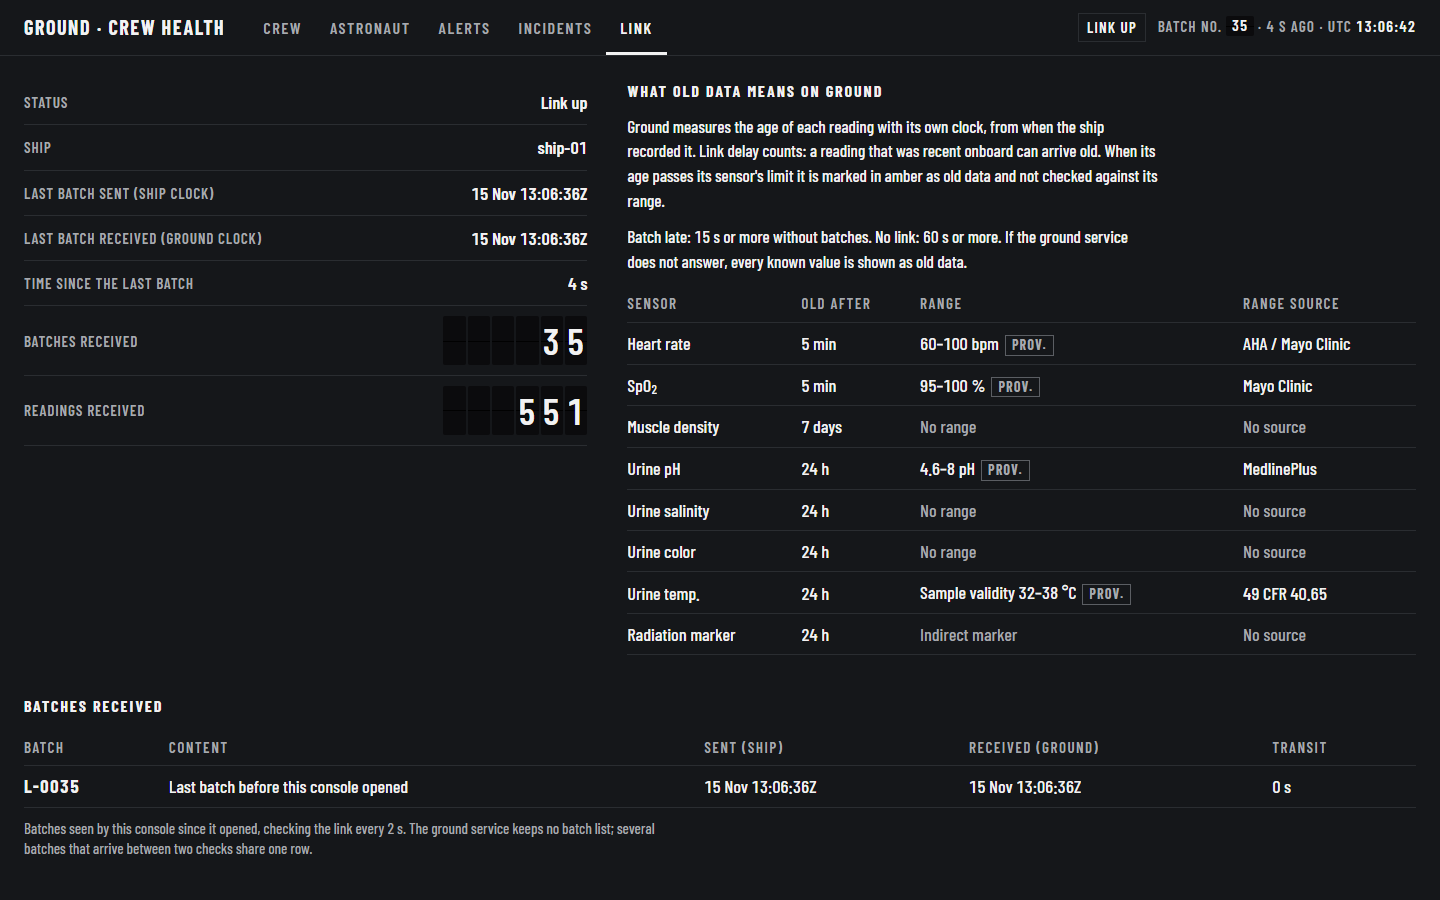 GROUND · CREW HEALTH CREW ASTRONAUT ALERTS INCIDENTS LINK LINK UP BATCH NO. 35 · 4 S AGO · UTC 13:06:42
STATUS Link up
SHIP ship-01
LAST BATCH SENT (SHIP CLOCK) 15 Nov 13:06:36Z
LAST BATCH RECEIVED (GROUND CLOCK) 15 Nov 13:06:36Z
TIME SINCE THE LAST BATCH 4 s
BATCHES RECEIVED 35
READINGS RECEIVED 551
WHAT OLD DATA MEANS ON GROUND
Ground measures the age of each reading with its own clock, from when the ship
recorded it. Link delay counts: a reading that was recent onboard can arrive old. When its
age passes its sensor's limit it is marked in amber as old data and not checked against its
range.
Batch late: 15 s or more without batches. No link: 60 s or more. If the ground service
does not answer, every known value is shown as old data.
SENSOR OLD AFTER RANGE RANGE SOURCE
Heart rate 5 min 60–100 bpm PROV. AHA / Mayo Clinic
SpO₂ 5 min 95–100 % PROV. Mayo Clinic
Muscle density 7 days No range No source
Urine pH 24 h 4.6–8 pH PROV. MedlinePlus
Urine salinity 24 h No range No source
Urine color 24 h No range No source
Urine temp. 24 h Sample validity 32–38 °C PROV. 49 CFR 40.65
Radiation marker 24 h Indirect marker No source
BATCHES RECEIVED
BATCH CONTENT SENT (SHIP) RECEIVED (GROUND) TRANSIT
L-0035 Last batch before this console opened 15 Nov 13:06:36Z 15 Nov 13:06:36Z 0 s
Batches seen by this console since it opened, checking the link every 2 s. The ground service keeps no batch list; several
batches that arrive between two checks share one row.